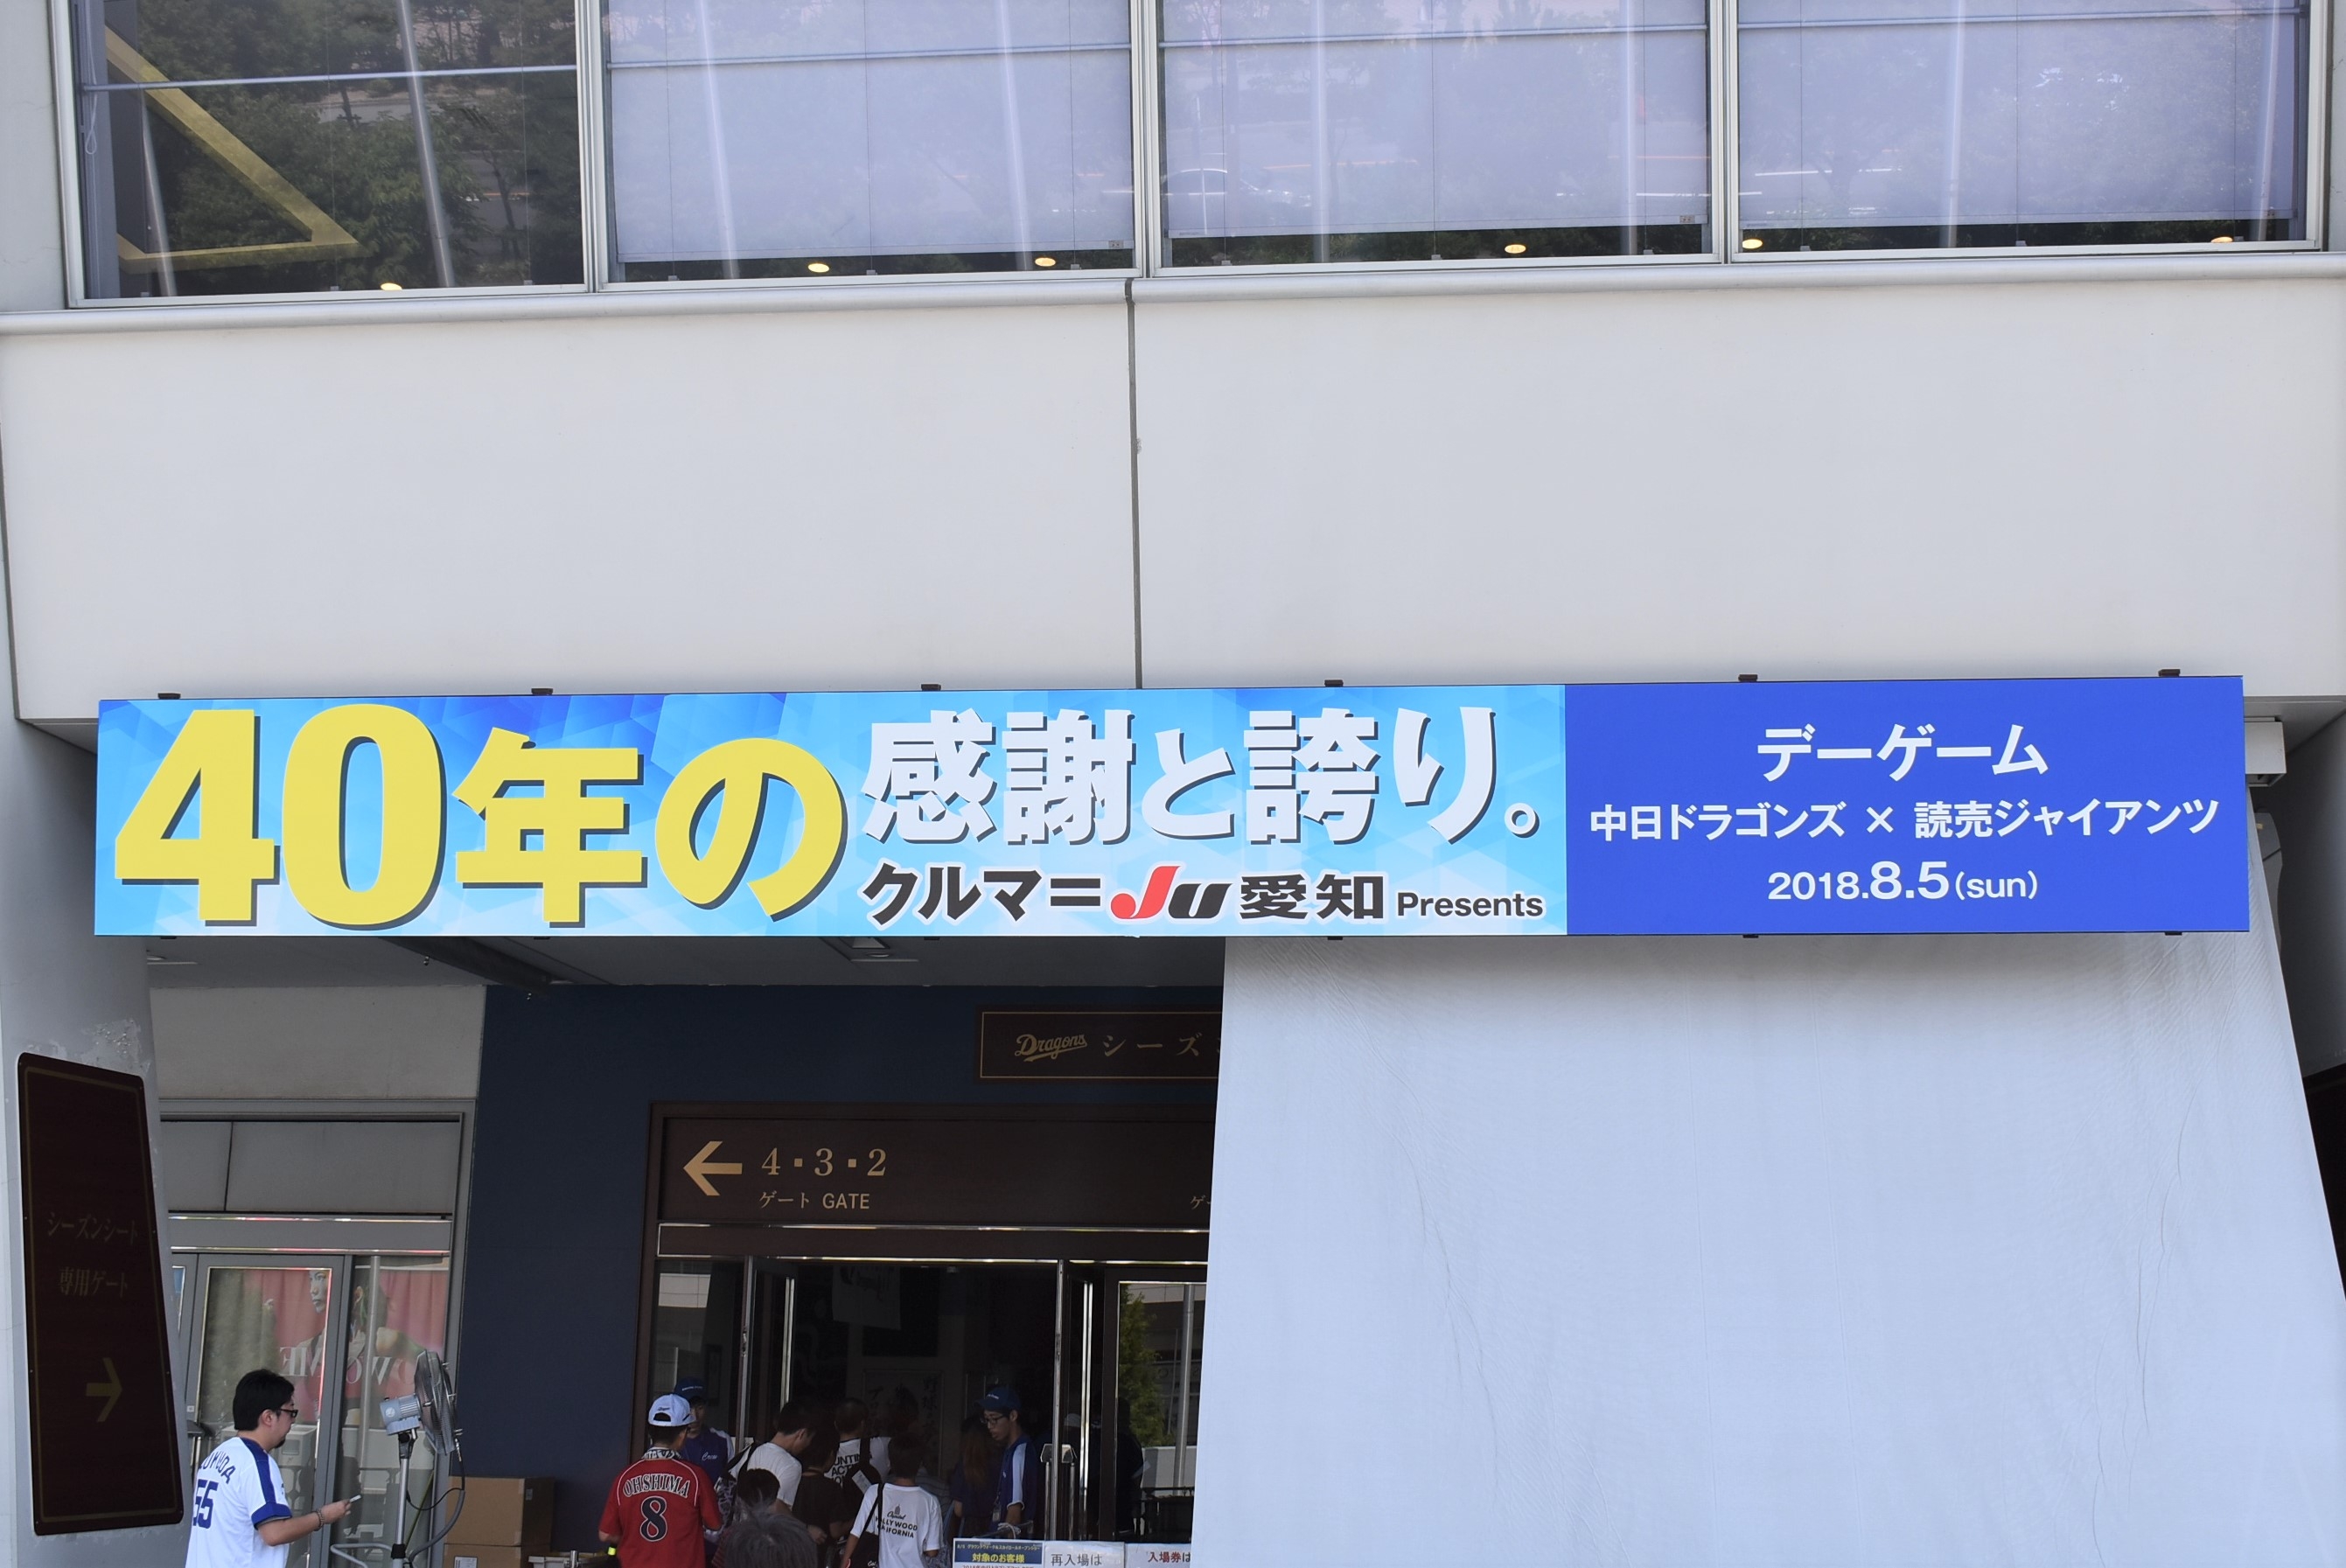 40年の感謝と誇り。
クルマ=JU愛知 Presents
デーゲーム
中日ドラゴンズ × 読売ジャイアンツ
2018.8.5(sun)
Dragons シーズ
← 4・3・2
ゲート GATE
シーズンシート
専用ゲート
→
55
OHSHIMA
8
対象のお客様
再入場は
入場券は